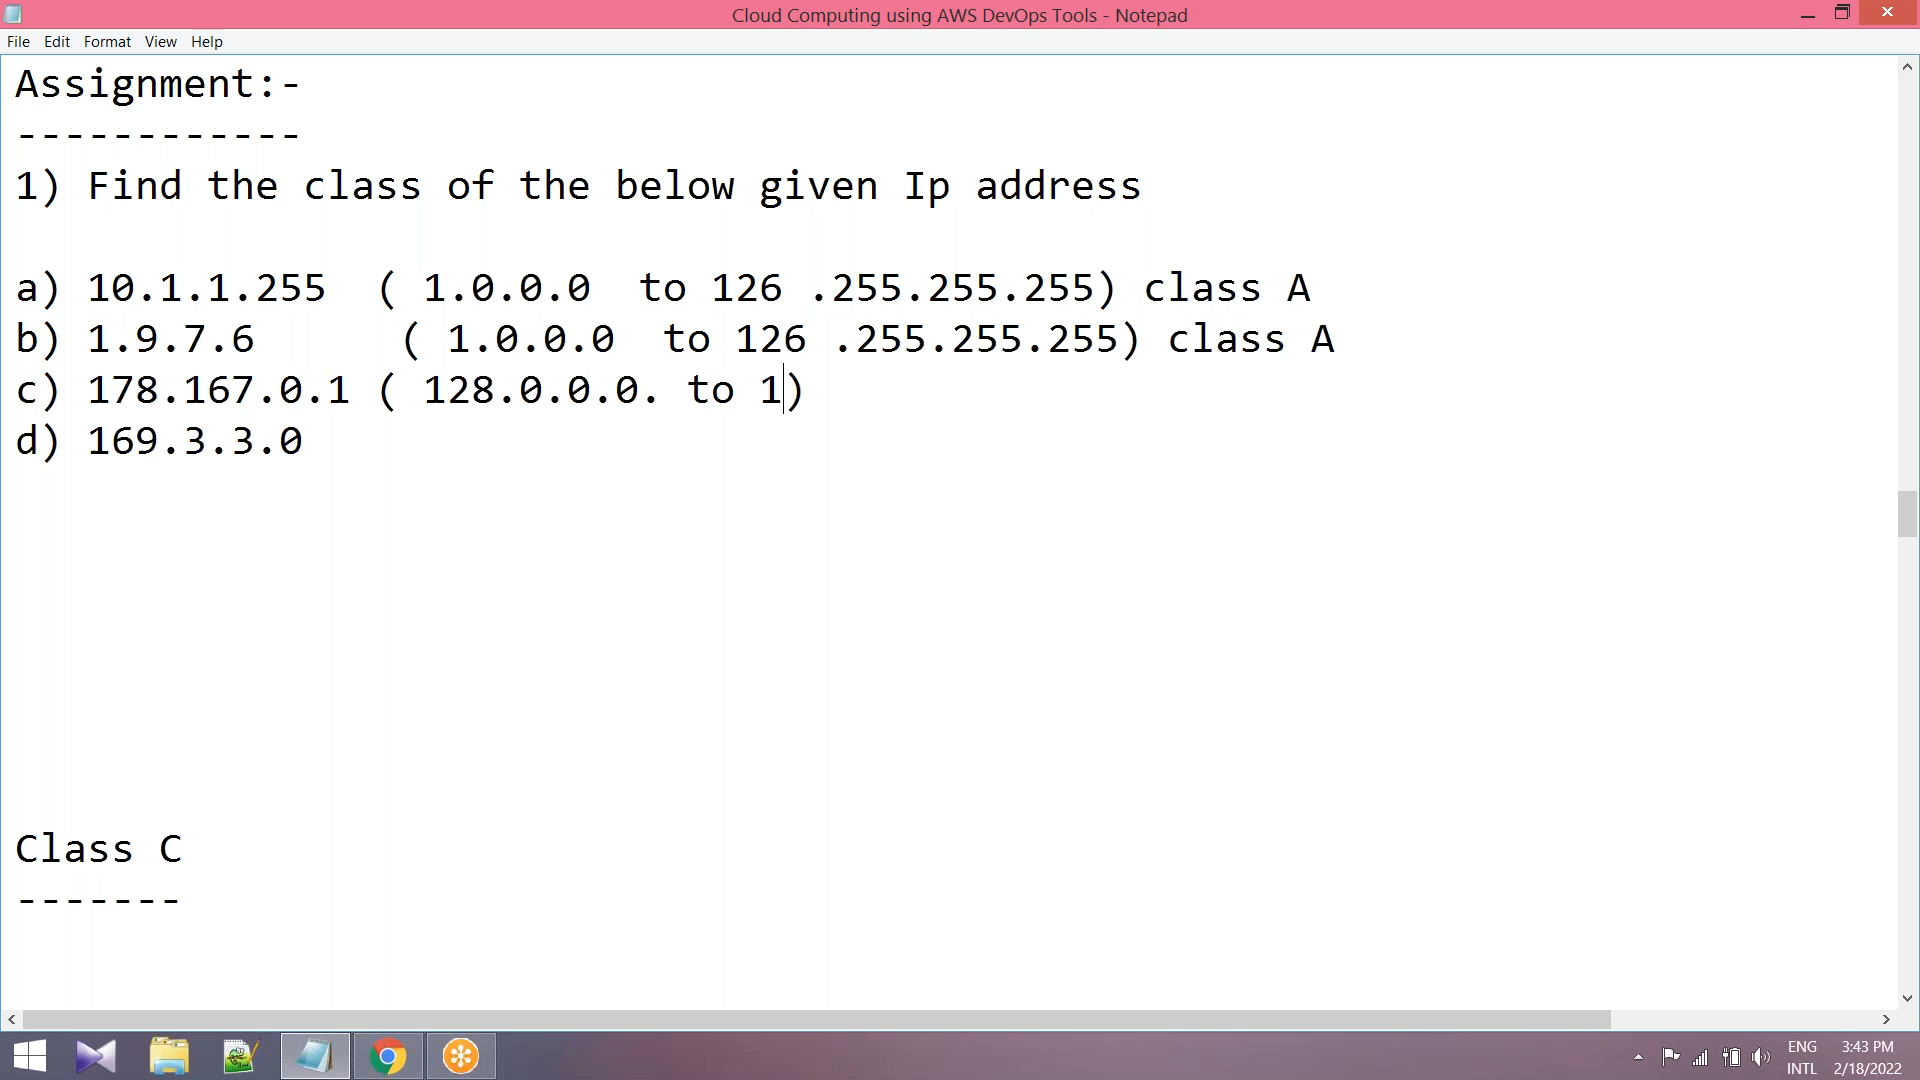 Cloud Computing using AWS DevOps Tools - Notepad
File Edit Format View Help
Assignment:-
------------
1) Find the class of the below given Ip address
a) 10.1.1.255  ( 1.0.0.0  to 126 .255.255.255) class A
b) 1.9.7.6      ( 1.0.0.0  to 126 .255.255.255) class A
c) 178.167.0.1 ( 128.0.0.0. to 1)
d) 169.3.3.0
Class C
-------
ENG 3:43 PM
INTL 2/18/2022